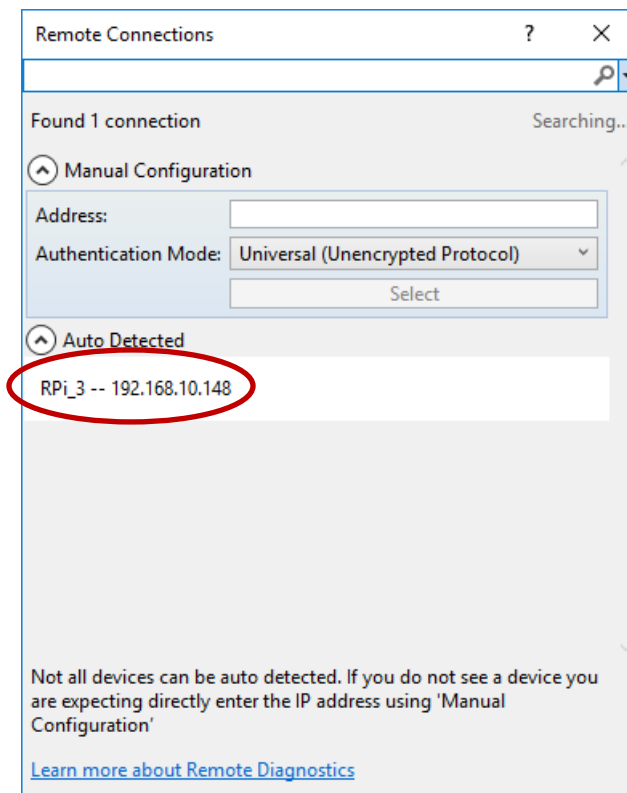 Remote Connections ?
Found 1 connection Searching...
Manual Configuration
Address:
Authentication Mode: Universal (Unencrypted Protocol)
Select
Auto Detected
RPi_3 -- 192.168.10.148
Not all devices can be auto detected. If you do not see a device you
are expecting directly enter the IP address using 'Manual
Configuration'
Learn more about Remote Diagnostics